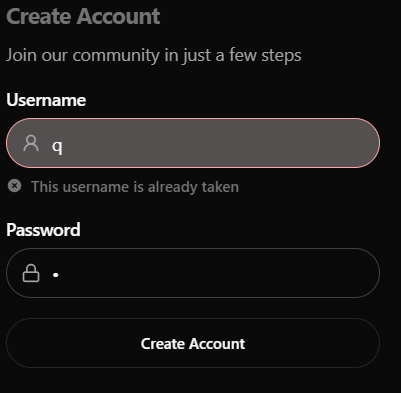 Create Account
Join our community in just a few steps
Username
q
This username is already taken
Password
•
Create Account